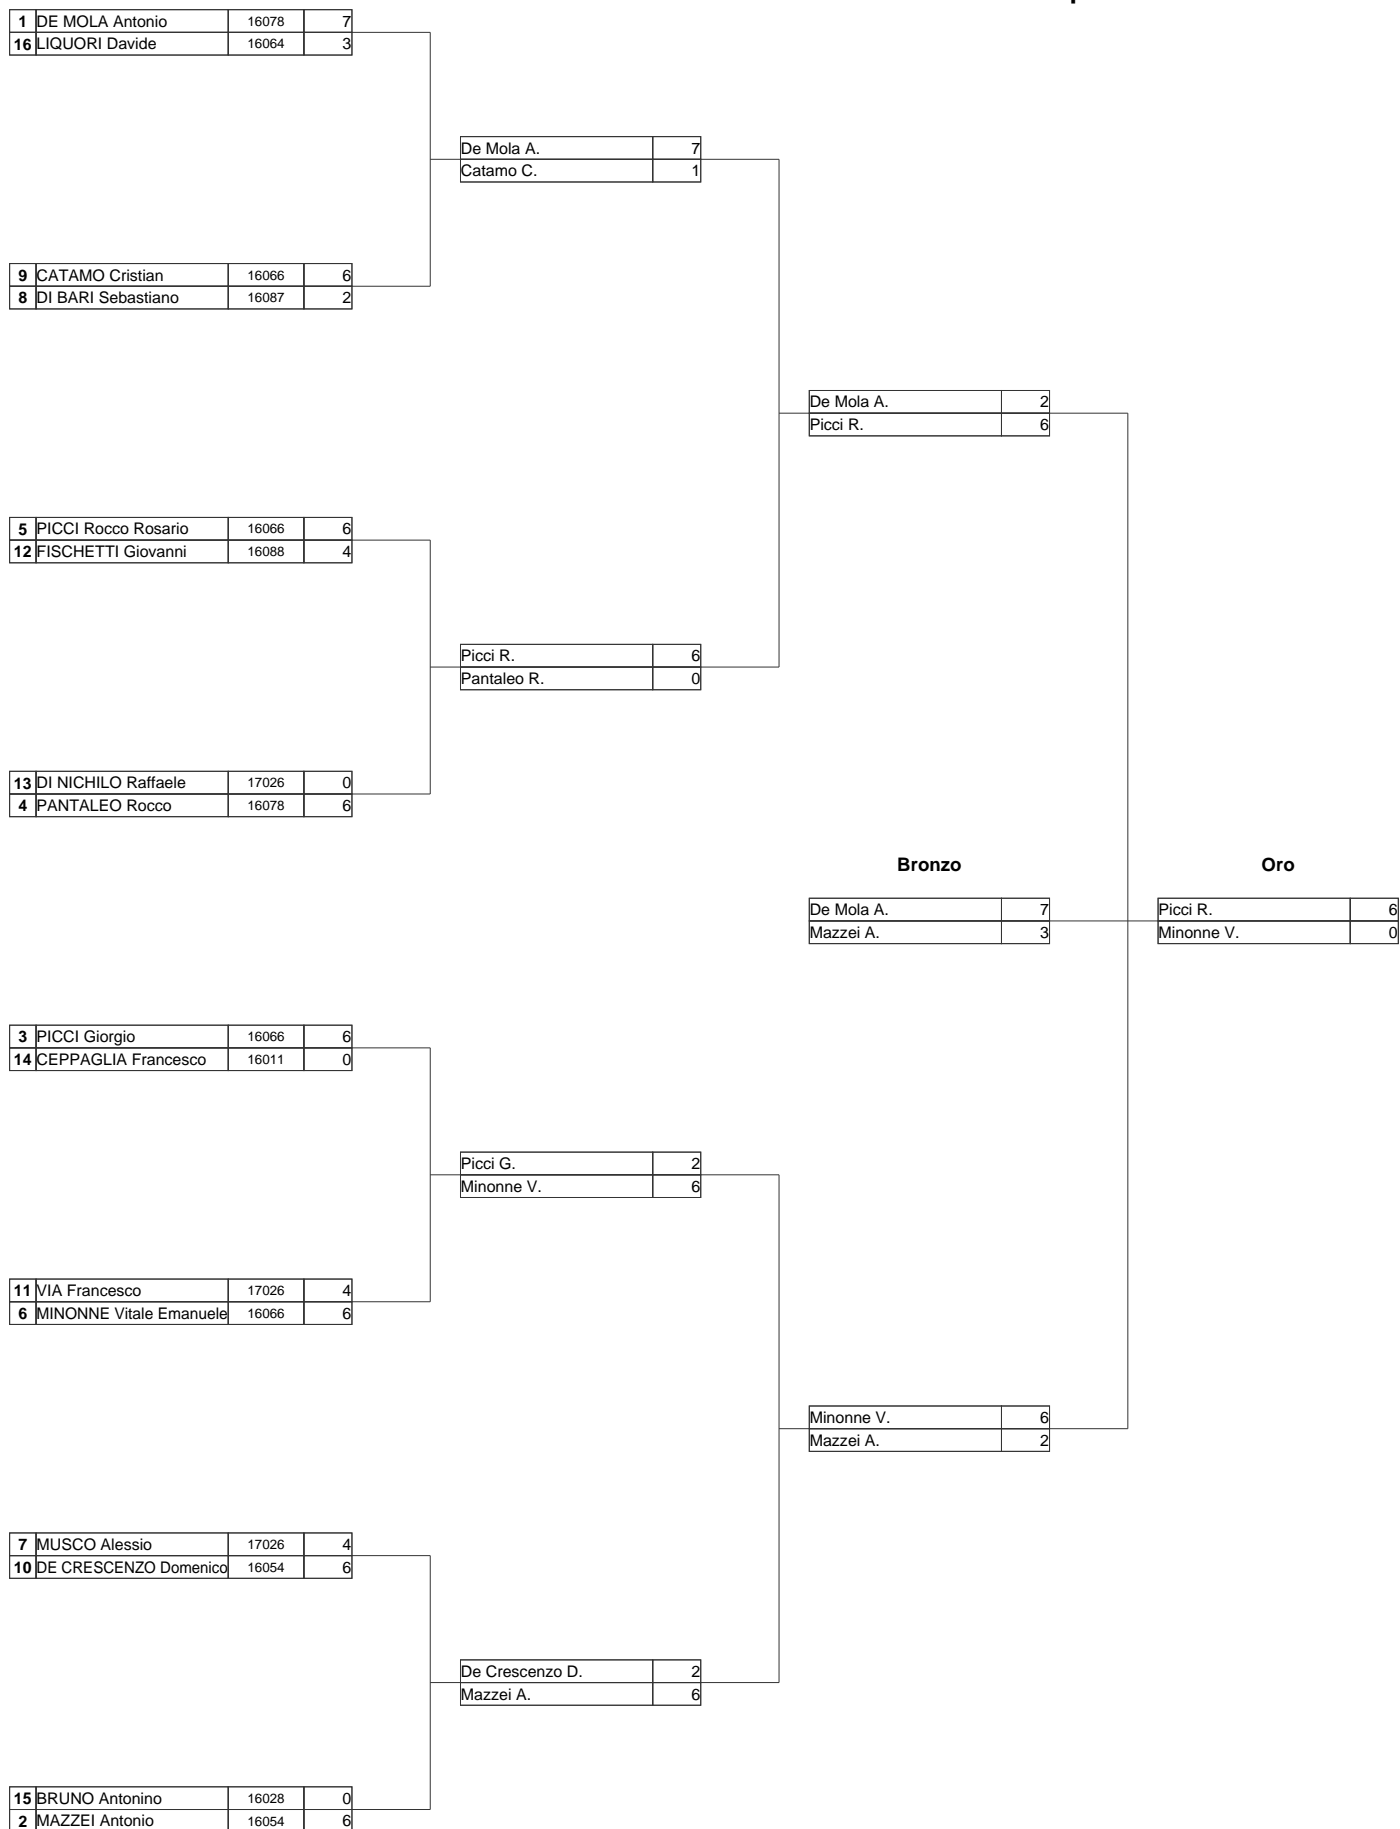 1 DE MOLA Antonio 16078 7
16 LIQUORI Davide 16064 3
De Mola A. 7
Catamo C. 1
9 CATAMO Cristian 16066 6
8 DI BARI Sebastiano 16087 2
De Mola A. 2
Picci R. 6
5 PICCI Rocco Rosario 16066 6
12 FISCHETTI Giovanni 16088 4
Picci R. 6
Pantaleo R. 0
13 DI NICHILO Raffaele 17026 0
4 PANTALEO Rocco 16078 6
Bronzo Oro
De Mola A. 7 Picci R. 6
Mazzei A. 3 Minonne V. 0
3 PICCI Giorgio 16066 6
14 CEPPAGLIA Francesco 16011 0
Picci G. 2
Minonne V. 6
11 VIA Francesco 17026 4
6 MINONNE Vitale Emanuele 16066 6
Minonne V. 6
Mazzei A. 2
7 MUSCO Alessio 17026 4
10 DE CRESCENZO Domenico 16054 6
De Crescenzo D. 2
Mazzei A. 6
15 BRUNO Antonino 16028 0
2 MAZZEI Antonio 16054 6